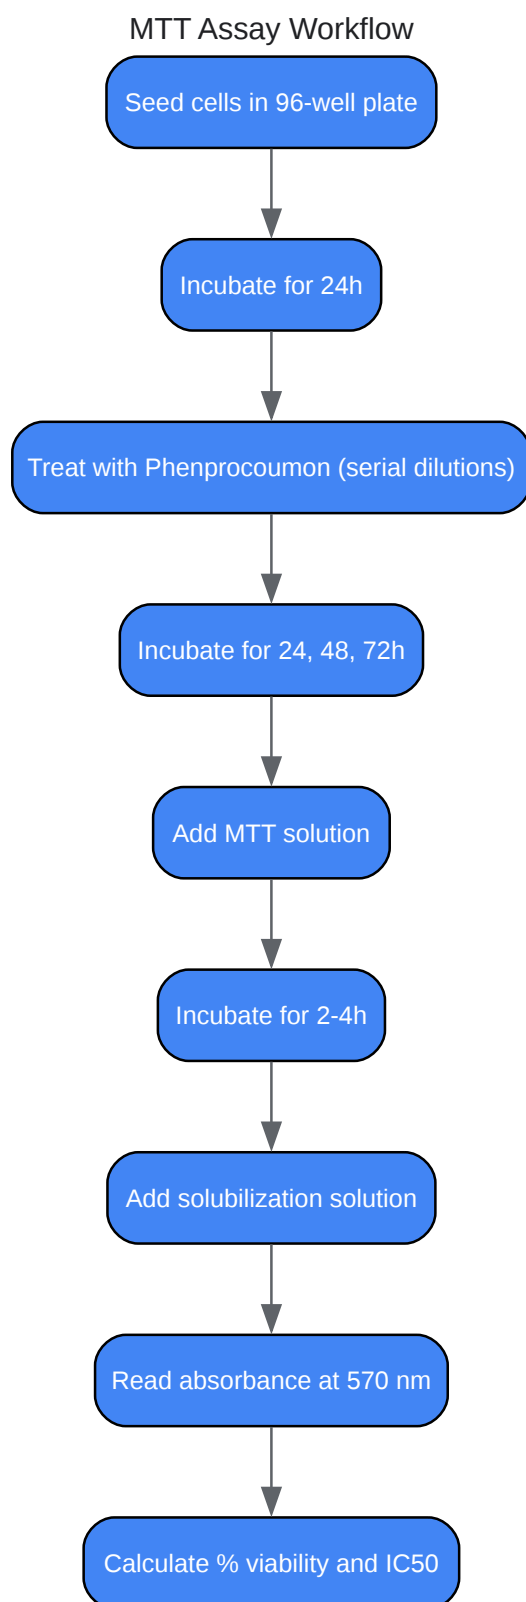 MTT Assay Workflow
Seed cells in 96-well plate
Incubate for 24h
Treat with Phenprocoumon (serial dilutions)
Incubate for 24, 48, 72h
Add MTT solution
Incubate for 2-4h
Add solubilization solution
Read absorbance at 570 nm
Calculate % viability and IC50